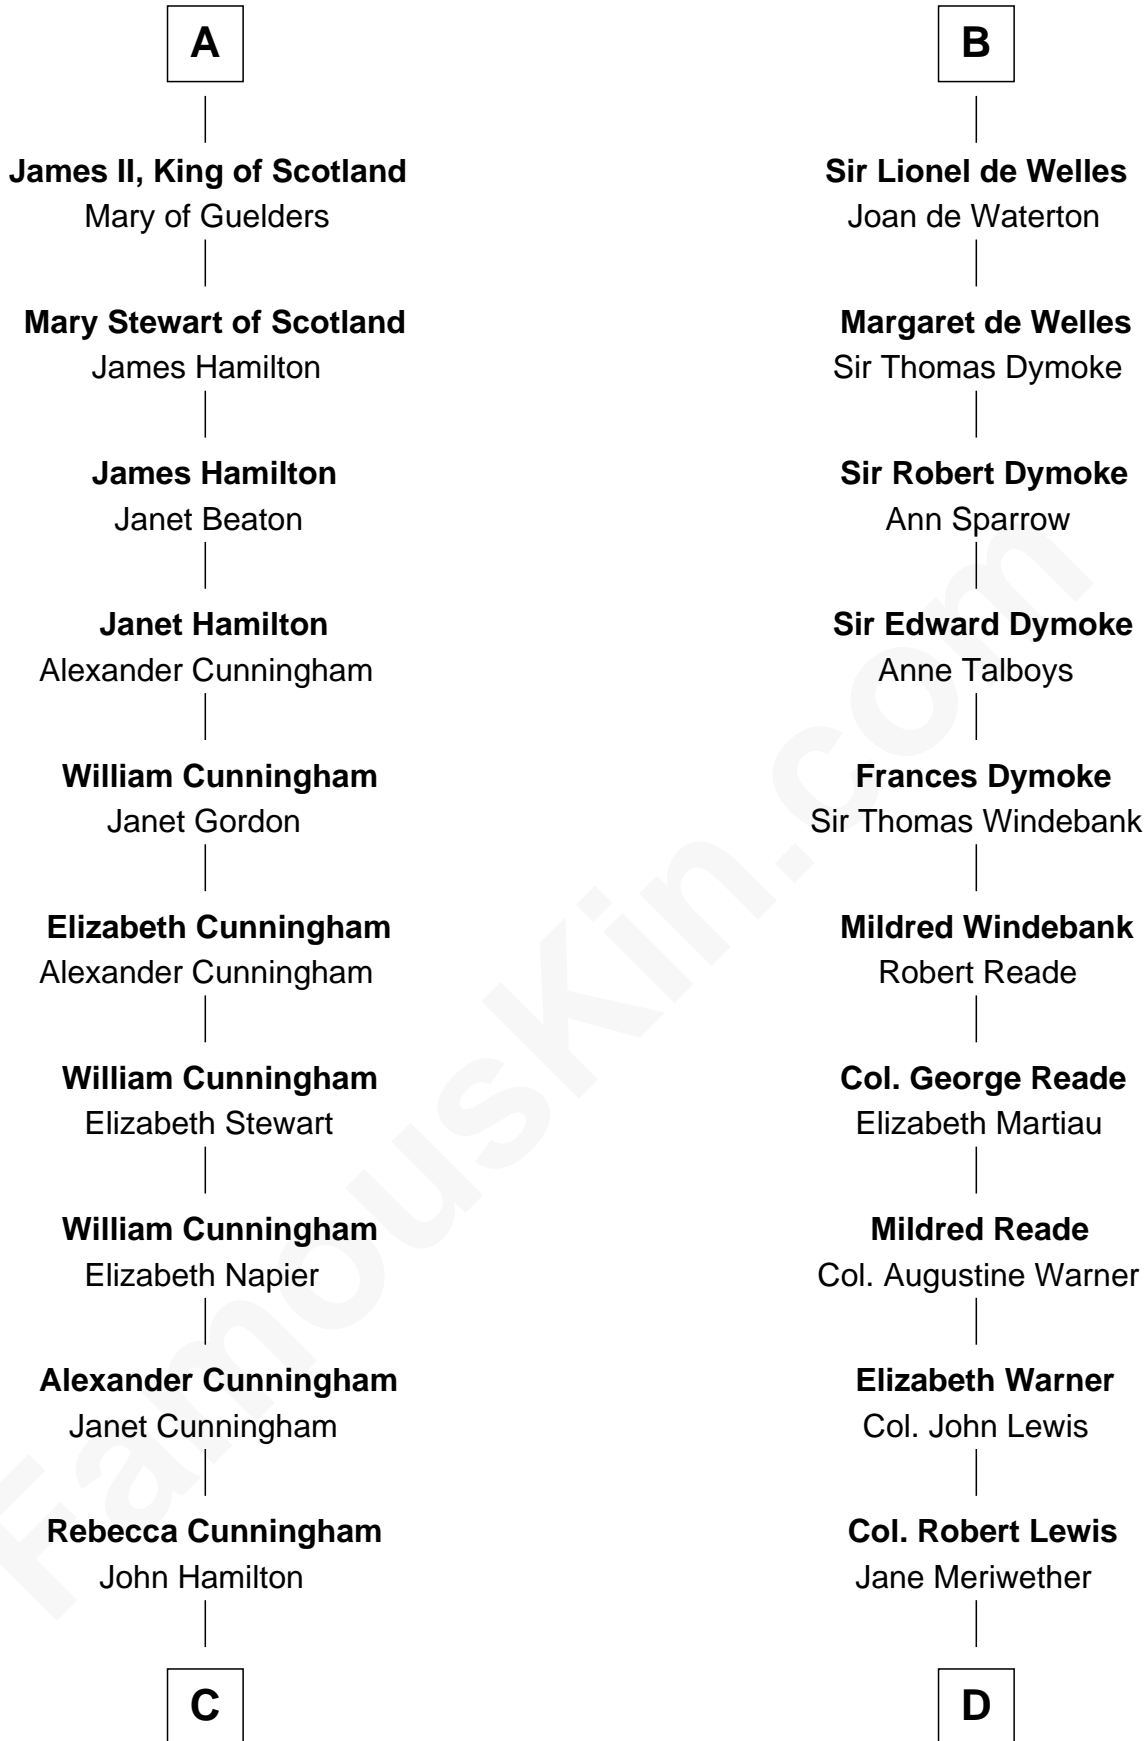 A
James II, King of Scotland
Mary of Guelders
Mary Stewart of Scotland
James Hamilton
James Hamilton
Janet Beaton
Janet Hamilton
Alexander Cunningham
William Cunningham
Janet Gordon
Elizabeth Cunningham
Alexander Cunningham
William Cunningham
Elizabeth Stewart
William Cunningham
Elizabeth Napier
Alexander Cunningham
Janet Cunningham
Rebecca Cunningham
John Hamilton
C
B
Sir Lionel de Welles
Joan de Waterton
Margaret de Welles
Sir Thomas Dymoke
Sir Robert Dymoke
Ann Sparrow
Sir Edward Dymoke
Anne Talboys
Frances Dymoke
Sir Thomas Windebank
Mildred Windebank
Robert Reade
Col. George Reade
Elizabeth Martiau
Mildred Reade
Col. Augustine Warner
Elizabeth Warner
Col. John Lewis
Col. Robert Lewis
Jane Meriwether
D
FamousKin.com